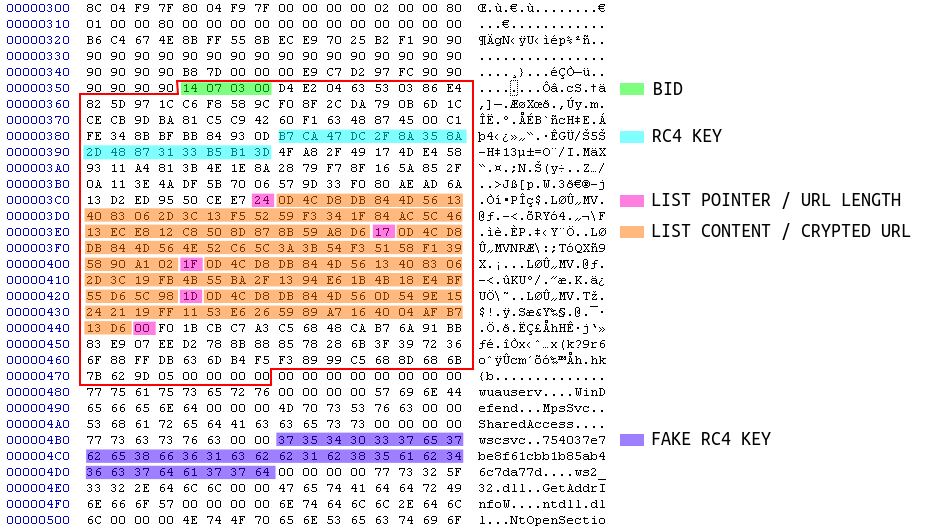 00000300 8C 04 F9 7F 80 04 F9 7F 00 00 00 00 02 00 00 80 Œ.ù.€.ù........€
00000310 01 00 00 80 00 00 00 00 00 00 00 00 00 00 00 00 ...€............
00000320 B6 C4 67 4E 8B FF 55 8B EC E9 70 25 B2 F1 90 90 ¶ÄgN‹ÿU‹ìép%²ñ..
00000330 90 90 90 90 90 90 90 90 90 90 90 90 90 90 90 90 ................
00000340 90 90 90 90 B8 7D 00 00 00 E9 C7 D2 97 FC 90 90 ....¸}...éÇÒ—ü..
00000350 90 90 90 90 14 07 03 00 D4 E2 04 63 53 03 86 E4 ........Ôâ.cS.†ä BID
00000360 82 5D 97 1C C6 F8 58 9C F0 8F 2C DA 79 0B 6D 1C ‚]—.ÆøXœð.,Úy.m.
00000370 CE CB 9D BA 81 C5 C9 42 60 F1 63 48 87 45 00 C1 ÎË.º.ÅÉB`ñcH‡E.Á
00000380 FE 34 8B BF BB 84 93 0D B7 CA 47 DC 2F 8A 35 8A þ4‹¿»„“.·ÊGÜ/Š5Š RC4 KEY
00000390 2D 48 87 31 33 B5 B1 3D 4F A8 2F 49 17 4D E4 58 -H‡13µ±=O¨/I.MäX
000003A0 93 11 A4 81 3B 4E 1E 8A 28 79 F7 8F 16 5A 85 2F “.¤.;N.Š(y÷..Z…/
000003B0 0A 11 3E 4A DF 5B 70 06 57 9D 33 F0 80 AE AD 6A ..>Jß[p.W.3ð€®-j
000003C0 13 D2 ED 95 50 CE E7 24 0D 4C D8 DB 84 4D 56 13 .Òí•PÎç$.LØÛ„MV. LIST POINTER / URL LENGTH
000003D0 40 83 06 2D 3C 13 F5 52 59 F3 34 1F 84 AC 5C 46 @ƒ.-<.õRYó4.„¬\F
000003E0 13 EC E8 12 C8 50 8D 87 8B 59 A8 D6 17 0D 4C D8 .ìè.ÈP.‡‹Y¨Ö..LØ LIST CONTENT / CRYPTED URL
000003F0 DB 84 4D 56 4E 52 C6 5C 3A 3B 54 F3 51 58 F1 39 Û„MVNRÆ\:;TóQXñ9
00000400 58 90 A1 02 1F 0D 4C D8 DB 84 4D 56 13 40 83 06 X.¡...LØÛ„MV.@ƒ.
00000410 2D 3C 19 FB 4B 55 BA 2F 13 94 E6 1B 4B 18 E4 BF -<.ûKUº/.”æ.K.ä¿
00000420 55 D6 5C 98 1D 0D 4C D8 DB 84 4D 56 0D 54 9E 15 UÖ\˜..LØÛ„MV.Tž.
00000430 24 21 19 FF 11 53 E6 26 59 89 A7 16 40 04 AF B7 $!.ÿ.Sæ&Y‰§.@.¯·
00000440 13 D6 00 F0 1B CB C7 A3 C5 68 48 CA B7 6A 91 BB .Ö.ð.ËÇ£ÅhHÊ·j‘»
00000450 83 E9 07 EE D2 78 8B 88 85 78 28 6B 3F 39 72 36 ƒé.îÒx‹ˆ…x(k?9r6
00000460 6F 88 FF DB 63 6D B4 F5 F3 89 99 C5 68 8D 68 6B oˆÿÛcm´õó‰™Åh.hk
00000470 7B 62 9D 05 00 00 00 00 00 00 00 00 00 00 00 00 {b..............
00000480 77 75 61 75 73 65 72 76 00 00 00 00 57 69 6E 44 wuauserv....WinD
00000490 65 66 65 6E 64 00 00 00 4D 70 73 53 76 63 00 00 efend...MpsSvc..
000004A0 53 68 61 72 65 64 41 63 63 65 73 73 00 00 00 00 SharedAccess....
000004B0 77 73 63 73 76 63 00 00 37 35 34 30 33 37 65 37 wscsvc..754037e7 FAKE RC4 KEY
000004C0 62 65 38 66 36 31 63 62 62 31 62 38 35 61 62 34 be8f61cbb1b85ab4
000004D0 36 63 37 64 61 37 37 64 00 00 00 00 77 73 32 5F 6c7da77d....ws2_
000004E0 33 32 2E 64 6C 6C 00 00 47 65 74 41 64 64 72 49 32.dll..GetAddrI
000004F0 6E 66 6F 57 00 00 00 00 6E 74 64 6C 6C 2E 64 6C nfoW....ntdll.dl
00000500 6C 00 00 00 4E 74 4F 70 65 6E 53 65 63 74 69 6F l...NtOpenSectio